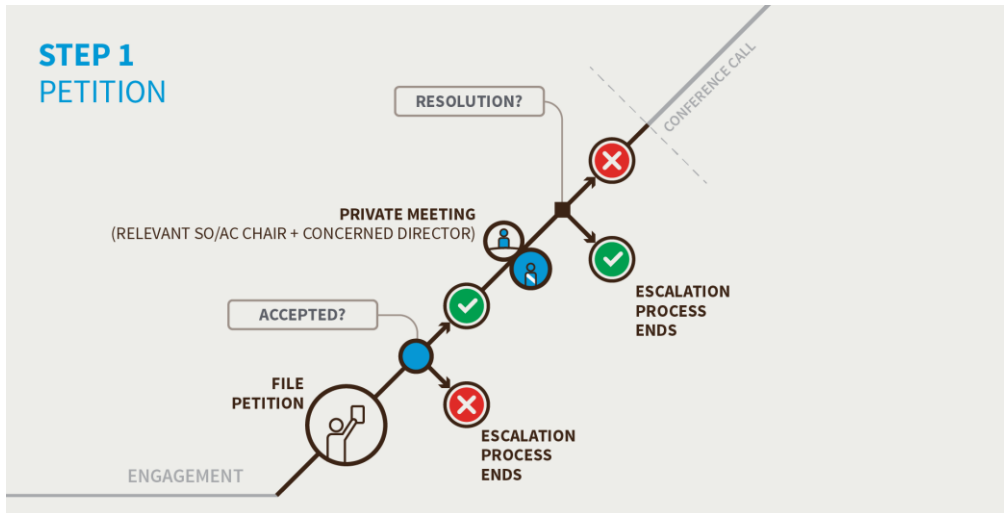 STEP 1
PETITION
CONFERENCE CALL
RESOLUTION?
PRIVATE MEETING
(RELEVANT SO/AC CHAIR + CONCERNED DIRECTOR)
ESCALATION
PROCESS
ENDS
ACCEPTED?
FILE
PETITION
ESCALATION
PROCESS
ENDS
ENGAGEMENT